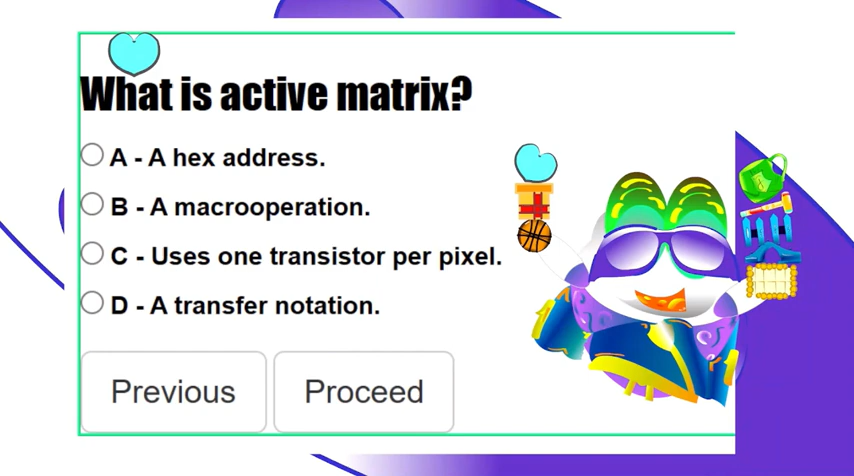 What is active matrix?
A - A hex address.
B - A macrooperation.
C - Uses one transistor per pixel.
D - A transfer notation.
Previous
Proceed